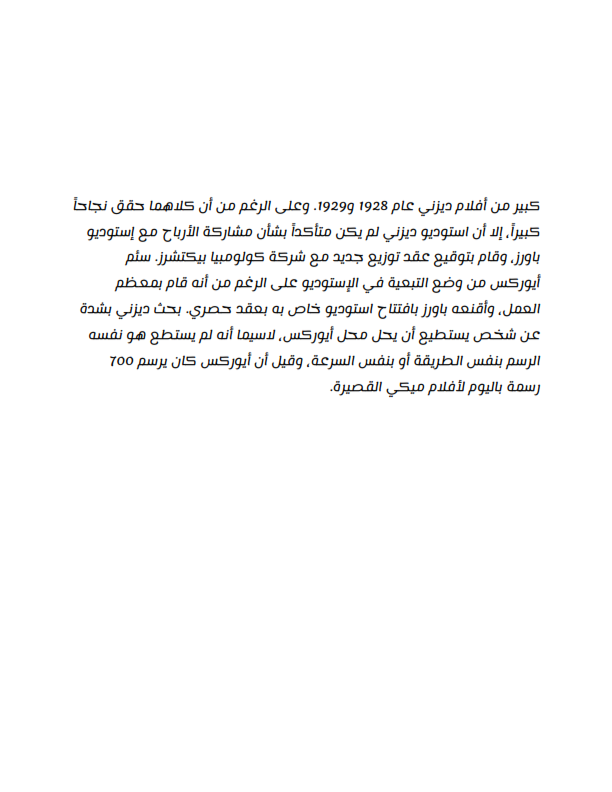 كبير من أفلام ديزني عام 1928 و1929. وعلى الرغم من أن كلاهما حقق نجاحاً
كبيراً، إلا أن استوديو ديزني لم يكن متأكداً بشأن مشاركة الأرباح مع إستوديو
باورز، وقام بتوقيع عقد توزيع جديد مع شركة كولومبيا بيكتشرز. سئم
أيوركس من وضع التبعية في الإستوديو على الرغم من أنه قام بمعظم
العمل، وأقنعه باورز بافتتاح استوديو خاص به بعقد حصري. بحث ديزني بشدة
عن شخص يستطيع أن يحل محل أيوركس، لاسيما أنه لم يستطع هو نفسه
الرسم بنفس الطريقة أو بنفس السرعة، وقيل أن أيوركس كان يرسم 700
رسمة باليوم لأفلام ميكي القصيرة.